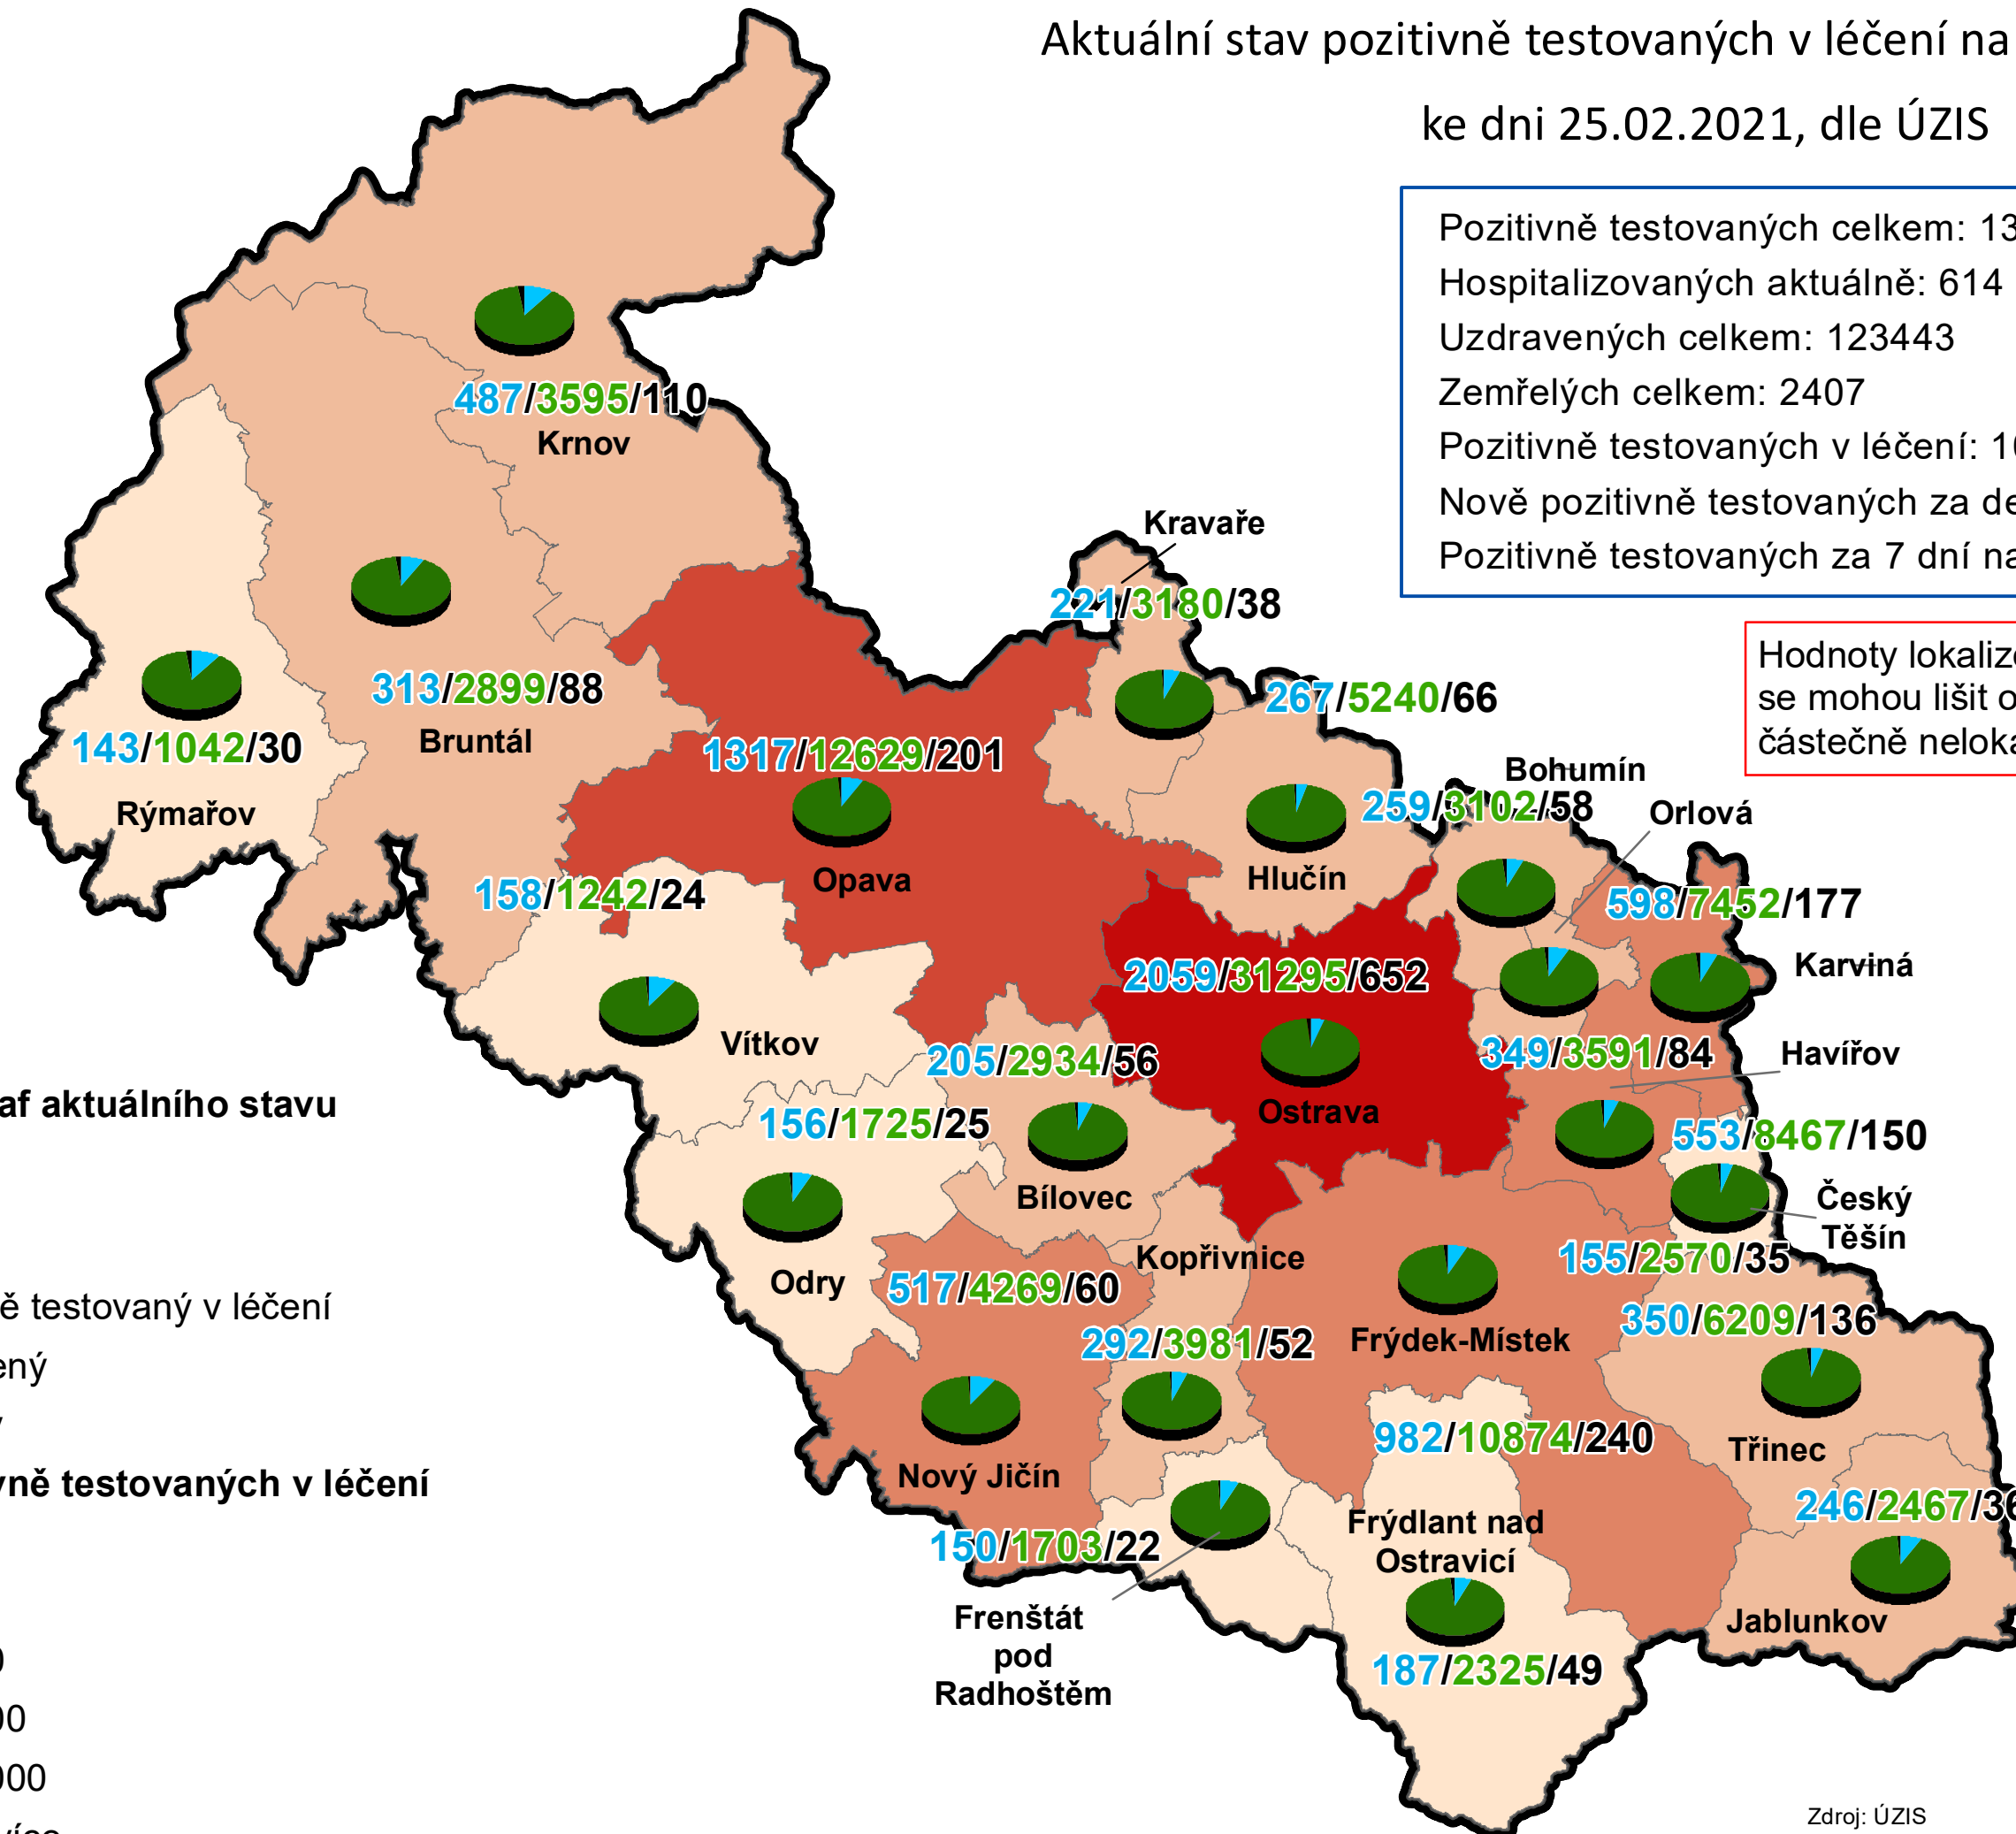 Aktuální stav pozitivně testovaných v léčení na
ke dni 25.02.2021, dle ÚZIS
Pozitivně testovaných celkem: 13
Hospitalizovaných aktuálně: 614
Uzdravených celkem: 123443
Zemřelých celkem: 2407
Pozitivně testovaných v léčení: 10
Nově pozitivně testovaných za de
Pozitivně testovaných za 7 dní na
Hodnoty lokalizo
se mohou lišit o
částečně neloka
487/3595/110
Krnov
Kravaře
221/3180/38
313/2899/88
Bruntál
143/1042/30
Rýmařov
267/5240/66
Hlučín
1317/12629/201
Opava
Bohumín
259/3102/58
Orlová
598/7452/177
Karviná
158/1242/24
Vítkov
2059/31295/652
Ostrava
349/3591/84
Havířov
205/2934/56
Bílovec
156/1725/25
Odry
553/8467/150
Český
Těšín
155/2570/35
Kopřivnice
517/4269/60
Nový Jičín
292/3981/52
Frýdek-Místek
350/6209/136
Třinec
982/10874/240
246/2467/36
Jablunkov
150/1703/22
Frenštát
pod
Radhoštěm
Frýdlant nad
Ostravicí
187/2325/49
af aktuálního stavu
ě testovaný v léčení
ený
vně testovaných v léčení
0
00
000
Zdroj: ÚZIS